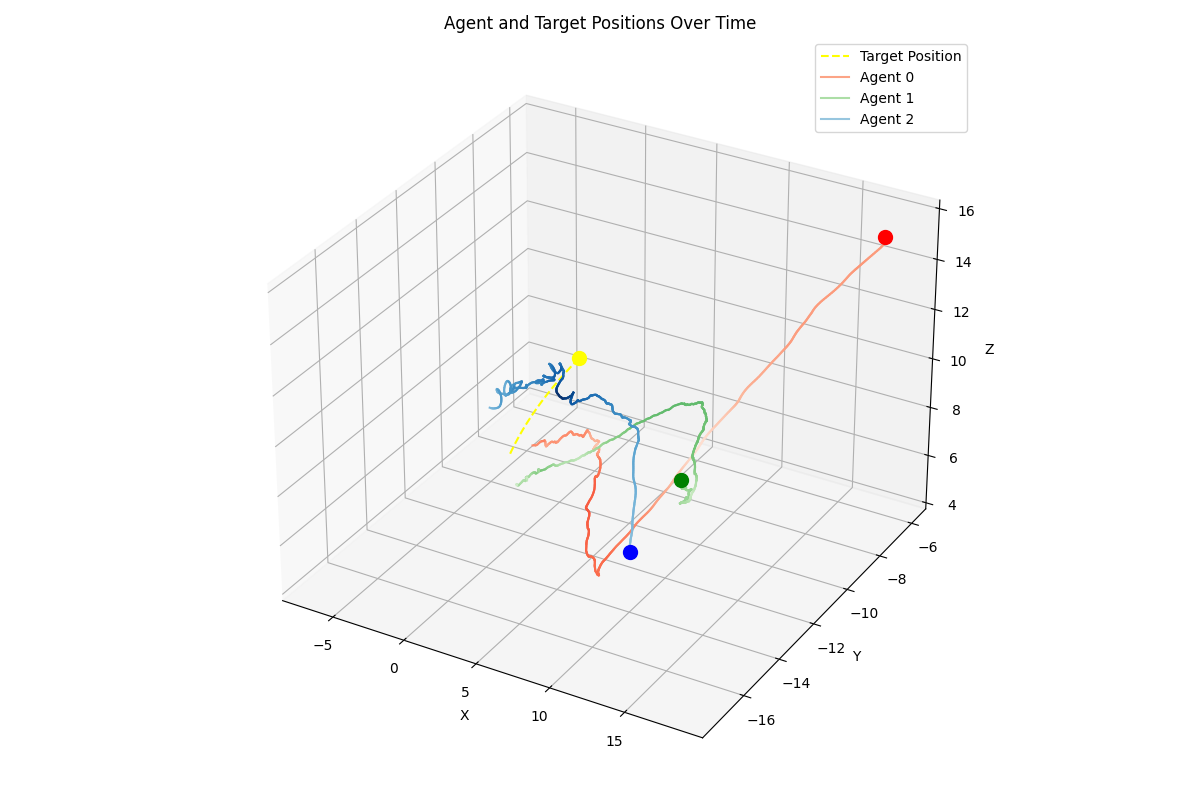 Agent and Target Positions Over Time
Target Position
Agent 0
Agent 1
Agent 2
16
14
12
10
8
6
4
Z
−6
−8
−10
−12
−14
−16
Y
−5
0
5
10
15
X